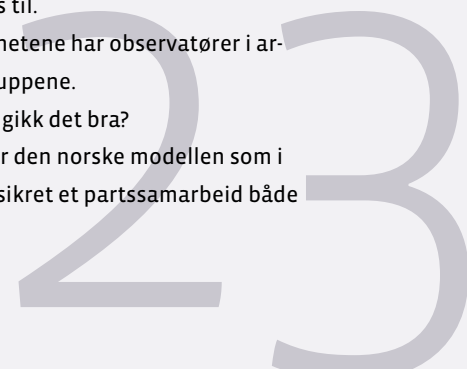 s til.
netene har observatører i ar-
uppene.
gikk det bra?
r den norske modellen som i
sikret et partssamarbeid både
23